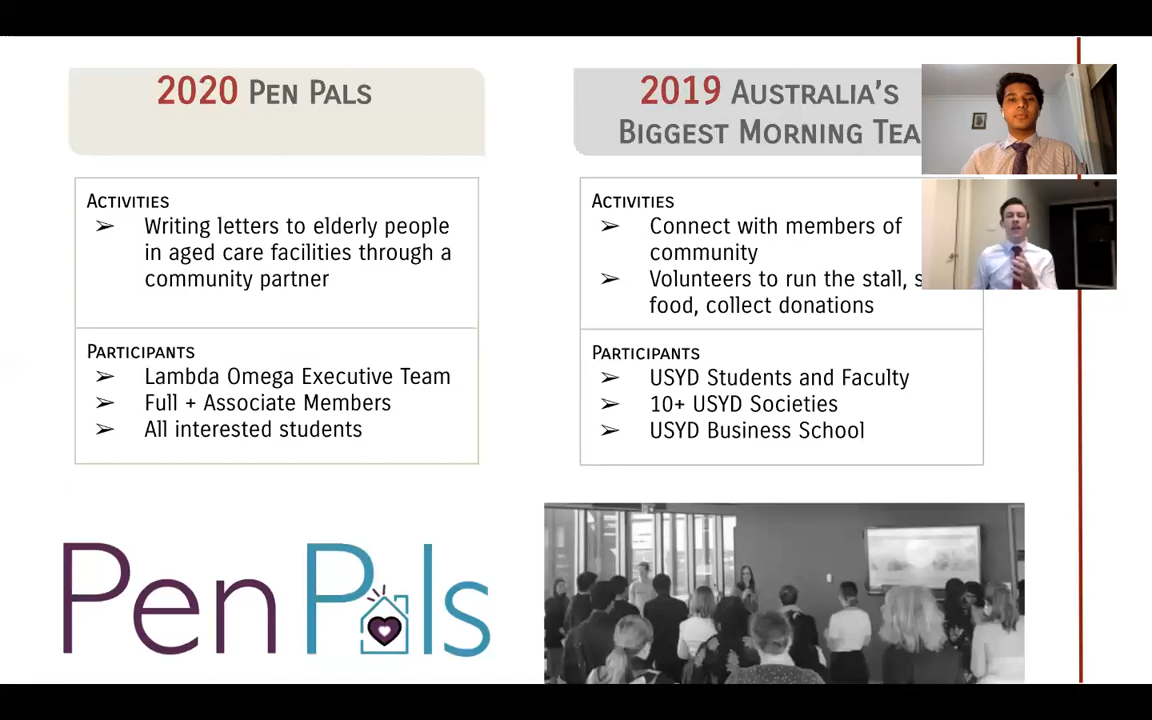 2020 PEN PALS
ACTIVITIES
➢ Writing letters to elderly people
in aged care facilities through a
community partner
PARTICIPANTS
➢ Lambda Omega Executive Team
➢ Full + Associate Members
➢ All interested students
PenPals
2019 AUSTRALIA'S
BIGGEST MORNING TEA
ACTIVITIES
➢ Connect with members of
community
➢ Volunteers to run the stall,
food, collect donations
PARTICIPANTS
➢ USYD Students and Faculty
➢ 10+ USYD Societies
➢ USYD Business School